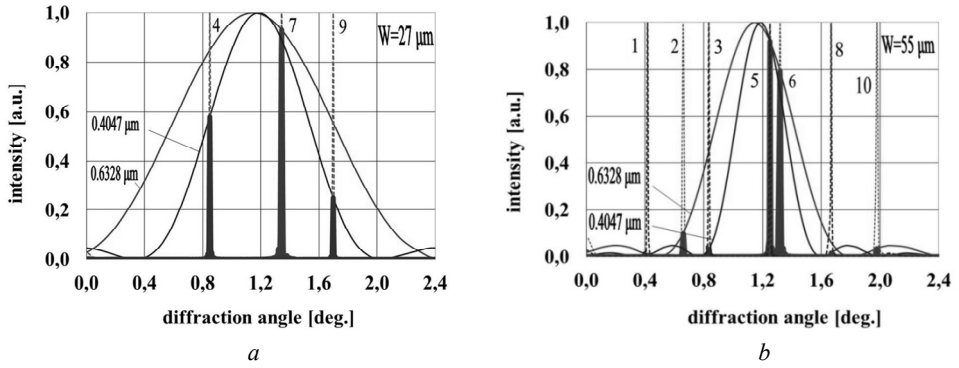 1,0
0,8
0,6
0,4
0,2
0,0
intensity [a.u.]
4
7
9
W=27 µm
0.4047 µm
0.6328 µm
0,0 0,8 1,2 1,6 2,0 2,4
diffraction angle [deg.]
a
1,0
0,8
0,6
0,4
0,2
0,0
intensity [a.u.]
1
2
3
5
6
8
10
W=55 µm
0.6328 µm
0.4047 µm
0,0 0,4 0,8 1,2 1,6 2,0 2,4
diffraction angle [deg.]
b